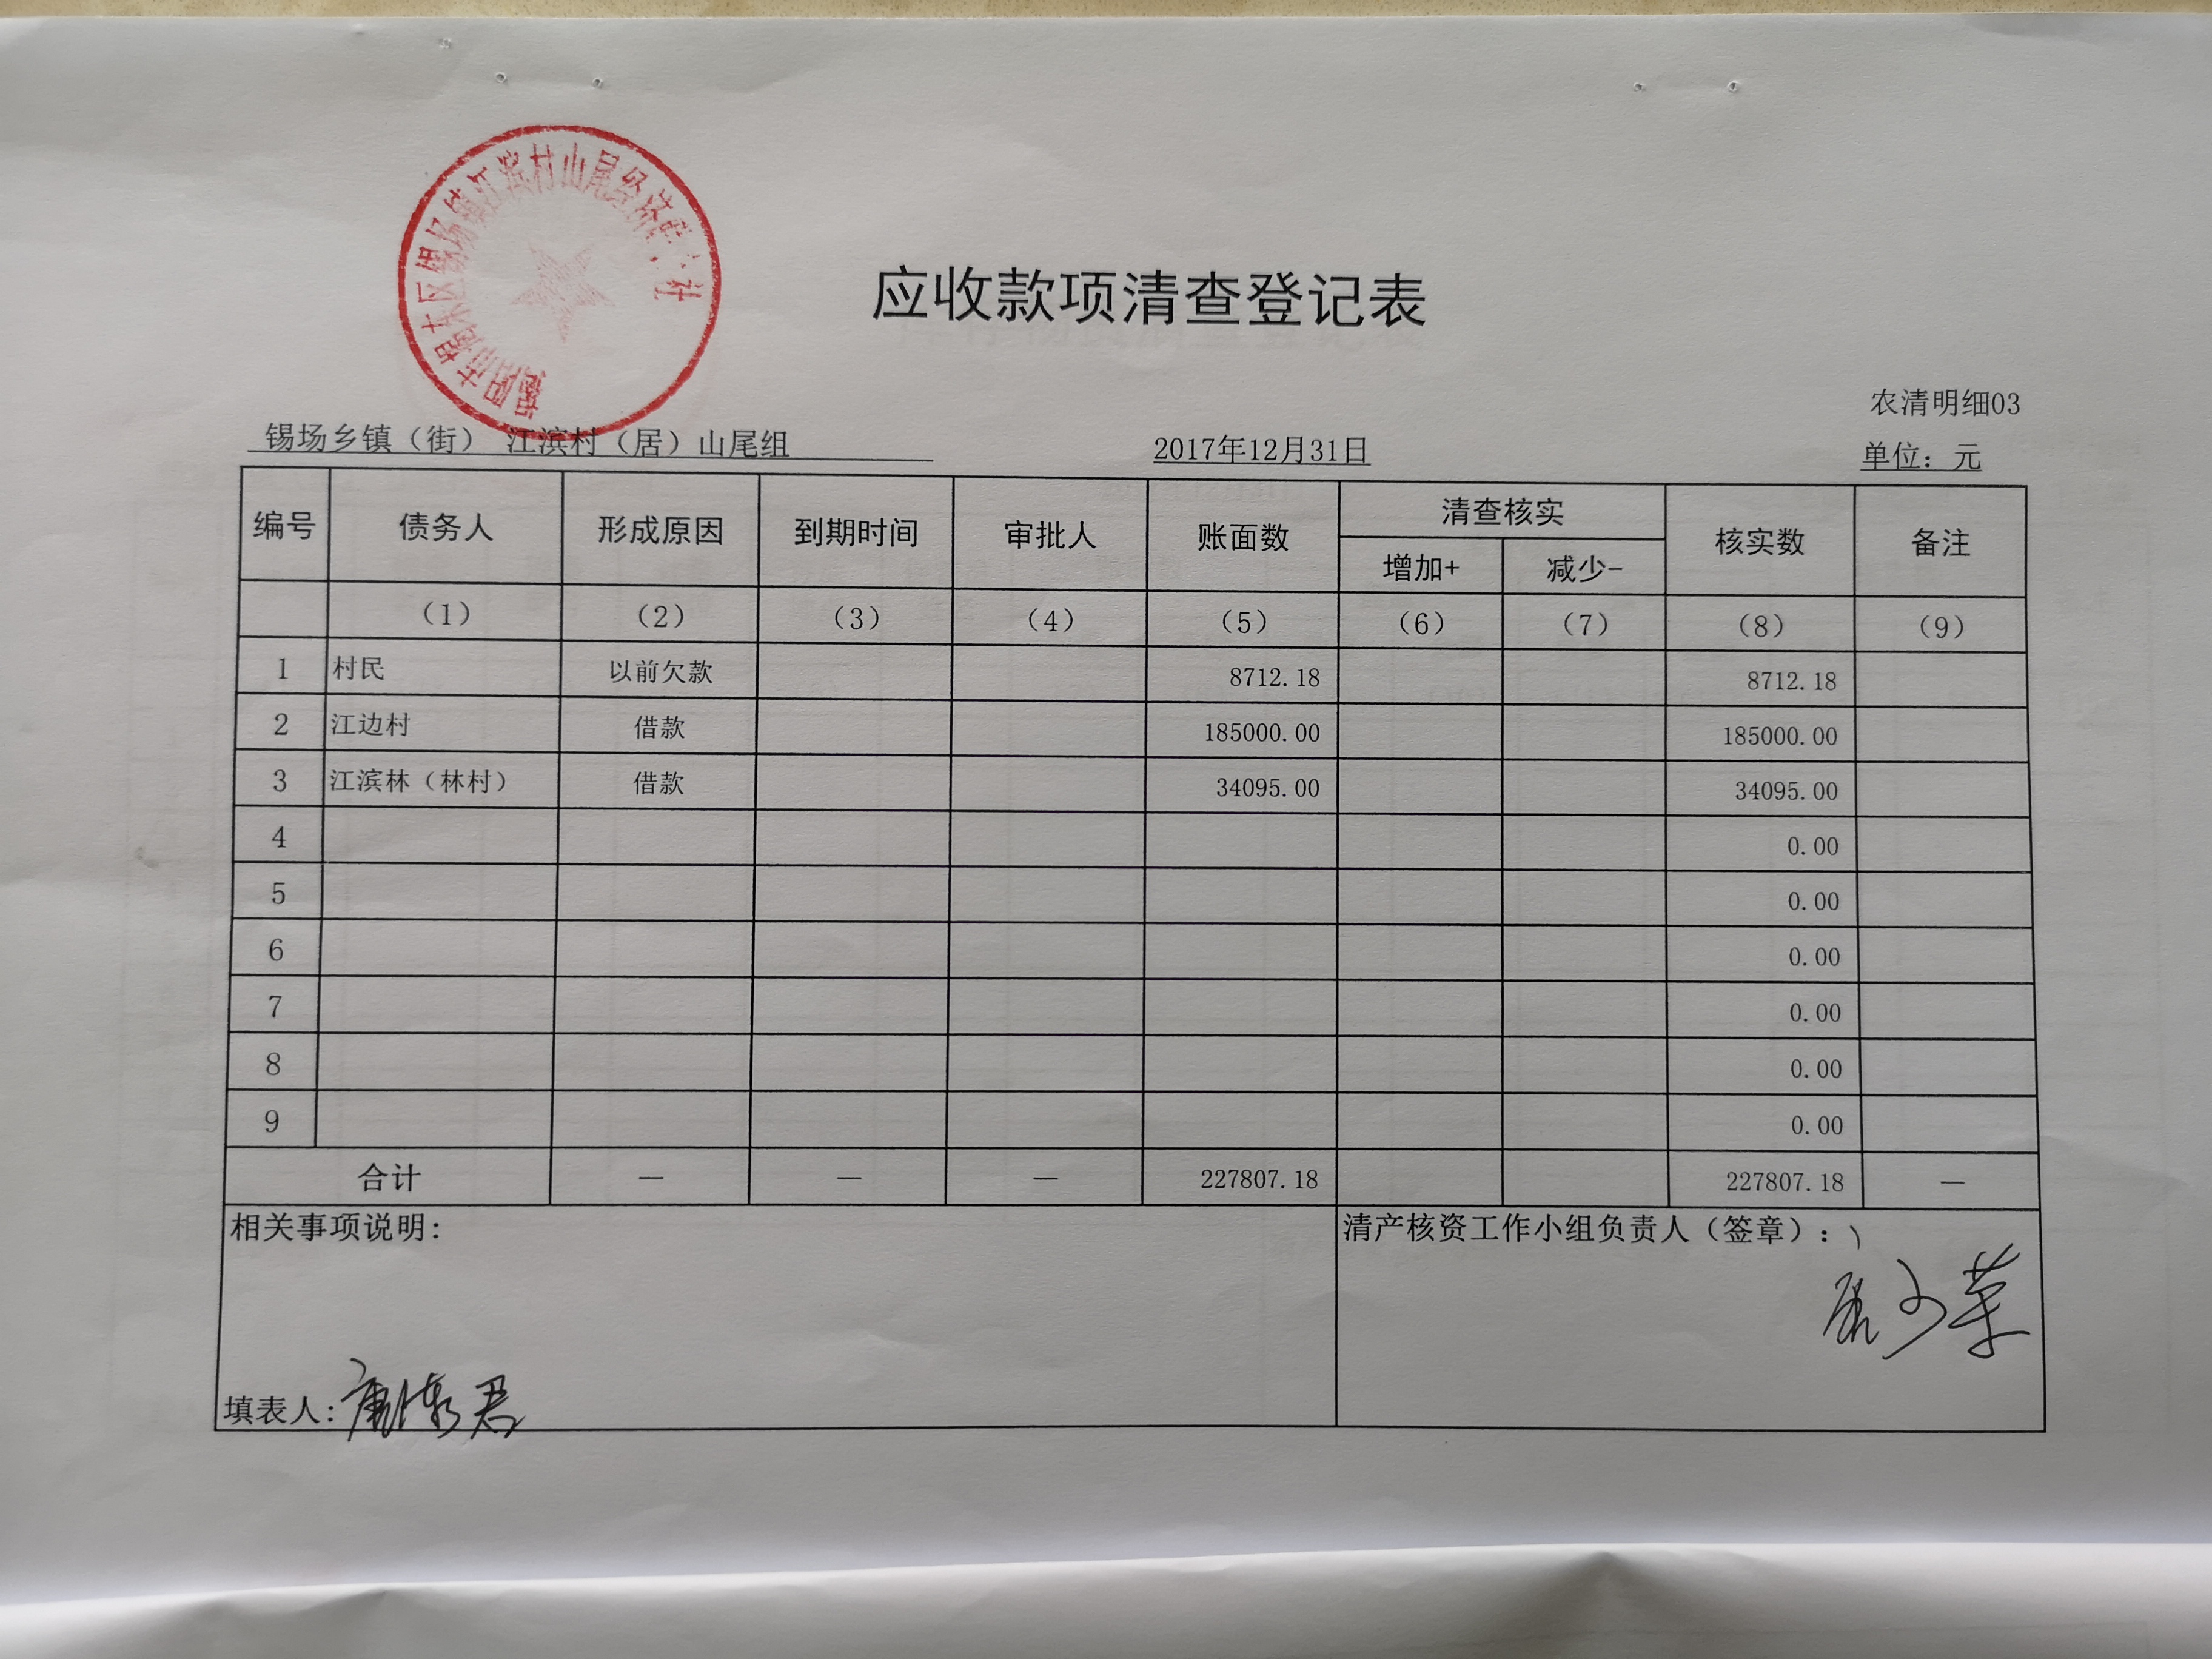 应收款项清查登记表
农清明细03
锡场乡镇（街） 江滨村（居）山尾组 2017年12月31日 单位：元
编号 债务人 形成原因 到期时间 审批人 账面数 清查核实 核实数 备注
增加+ 减少-
（1） （2） （3） （4） （5） （6） （7） （8） （9）
1 村民 以前欠款 8712.18 8712.18
2 江边村 借款 185000.00 185000.00
3 江滨林（林村） 借款 34095.00 34095.00
4 0.00
5 0.00
6 0.00
7 0.00
8 0.00
9 0.00
合计 — — — 227807.18 227807.18 —
相关事项说明： 清产核资工作小组负责人（签章）：
填表人：